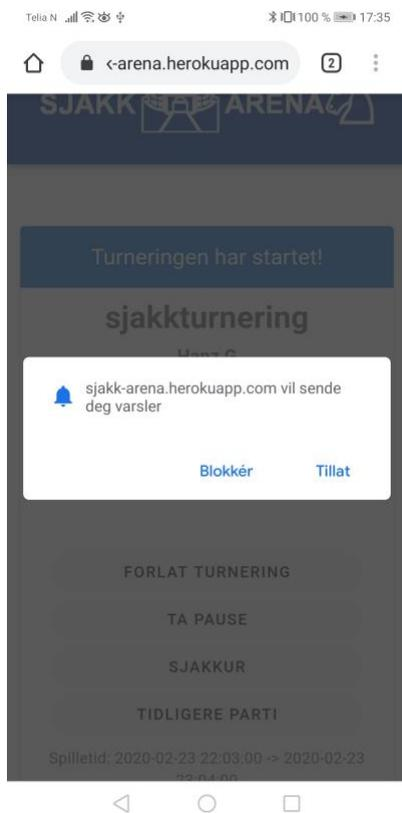 Telia N 100 % 17:35
‹-arena.herokuapp.com 2
SJAKK ARENA
Turneringen har startet!
sjakkturnering
Hanz G
sjakk-arena.herokuapp.com vil sende
deg varsler
Blokkér Tillat
FORLAT TURNERING
TA PAUSE
SJAKKUR
TIDLIGERE PARTI
Spilletid: 2020-02-23 22:03:00 -> 2020-02-23
23:04:00